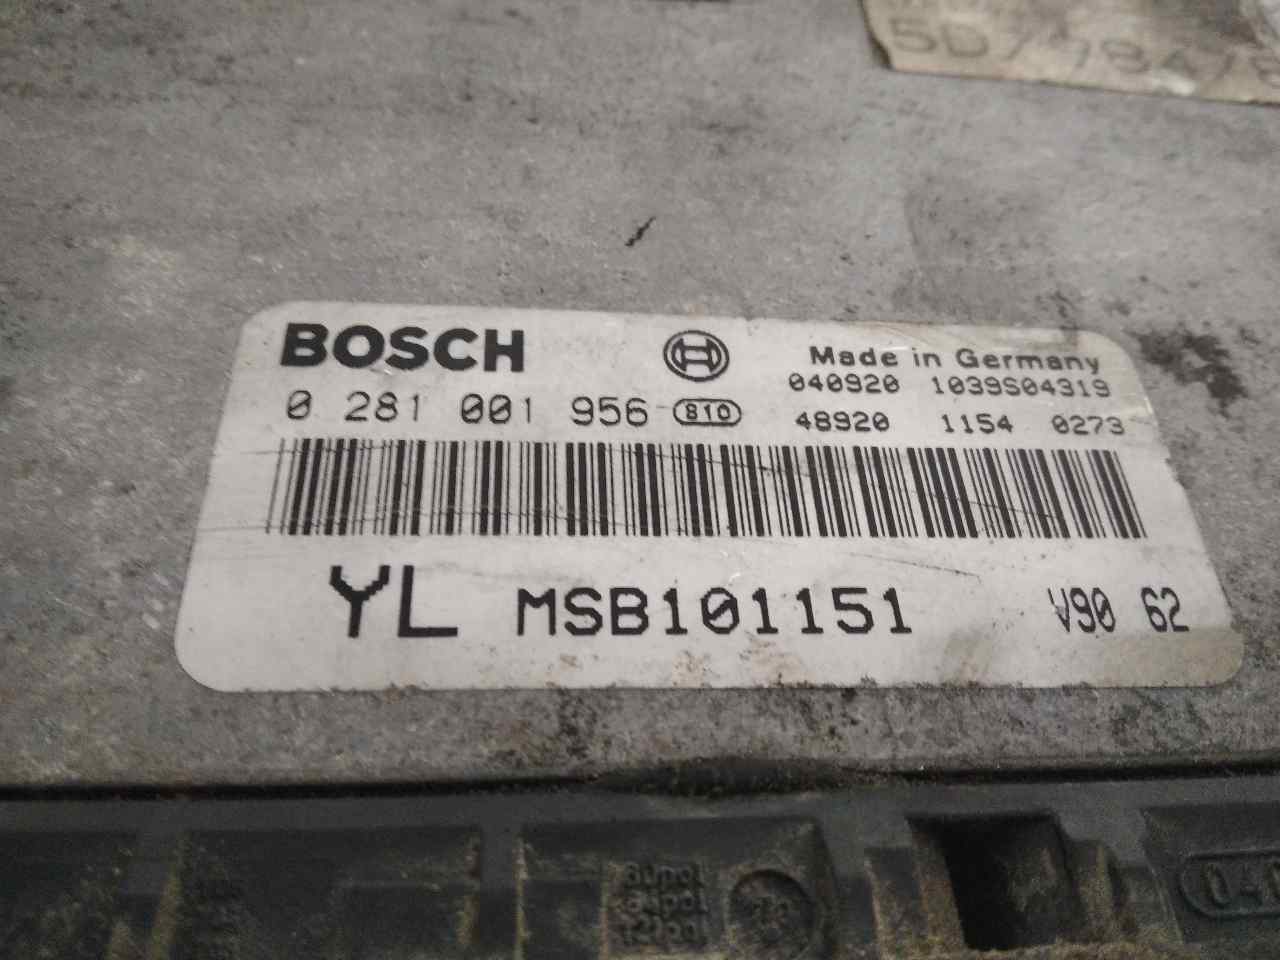 BOSCH
Made in Germany
040920 1039S04319
0 281 001 956 810
48920 1154 0273
YL MSB101151 V90 62